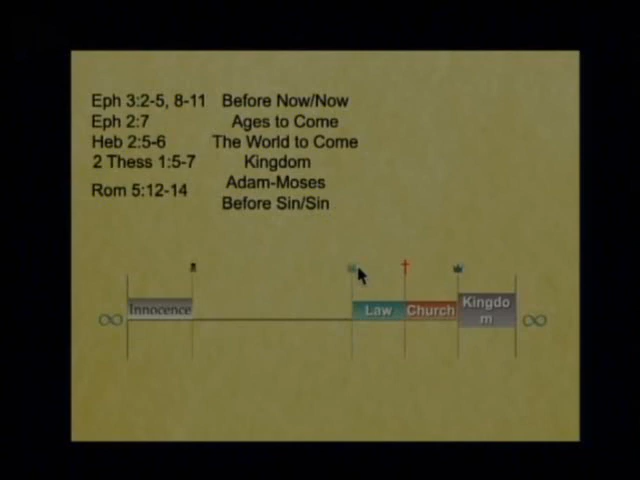 Eph 3:2-5, 8-11 Before Now/Now
Eph 2:7 Ages to Come
Heb 2:5-6 The World to Come
2 Thess 1:5-7 Kingdom
Rom 5:12-14 Adam-Moses
Before Sin/Sin
∞ Innocence Law Church Kingdo
m ∞